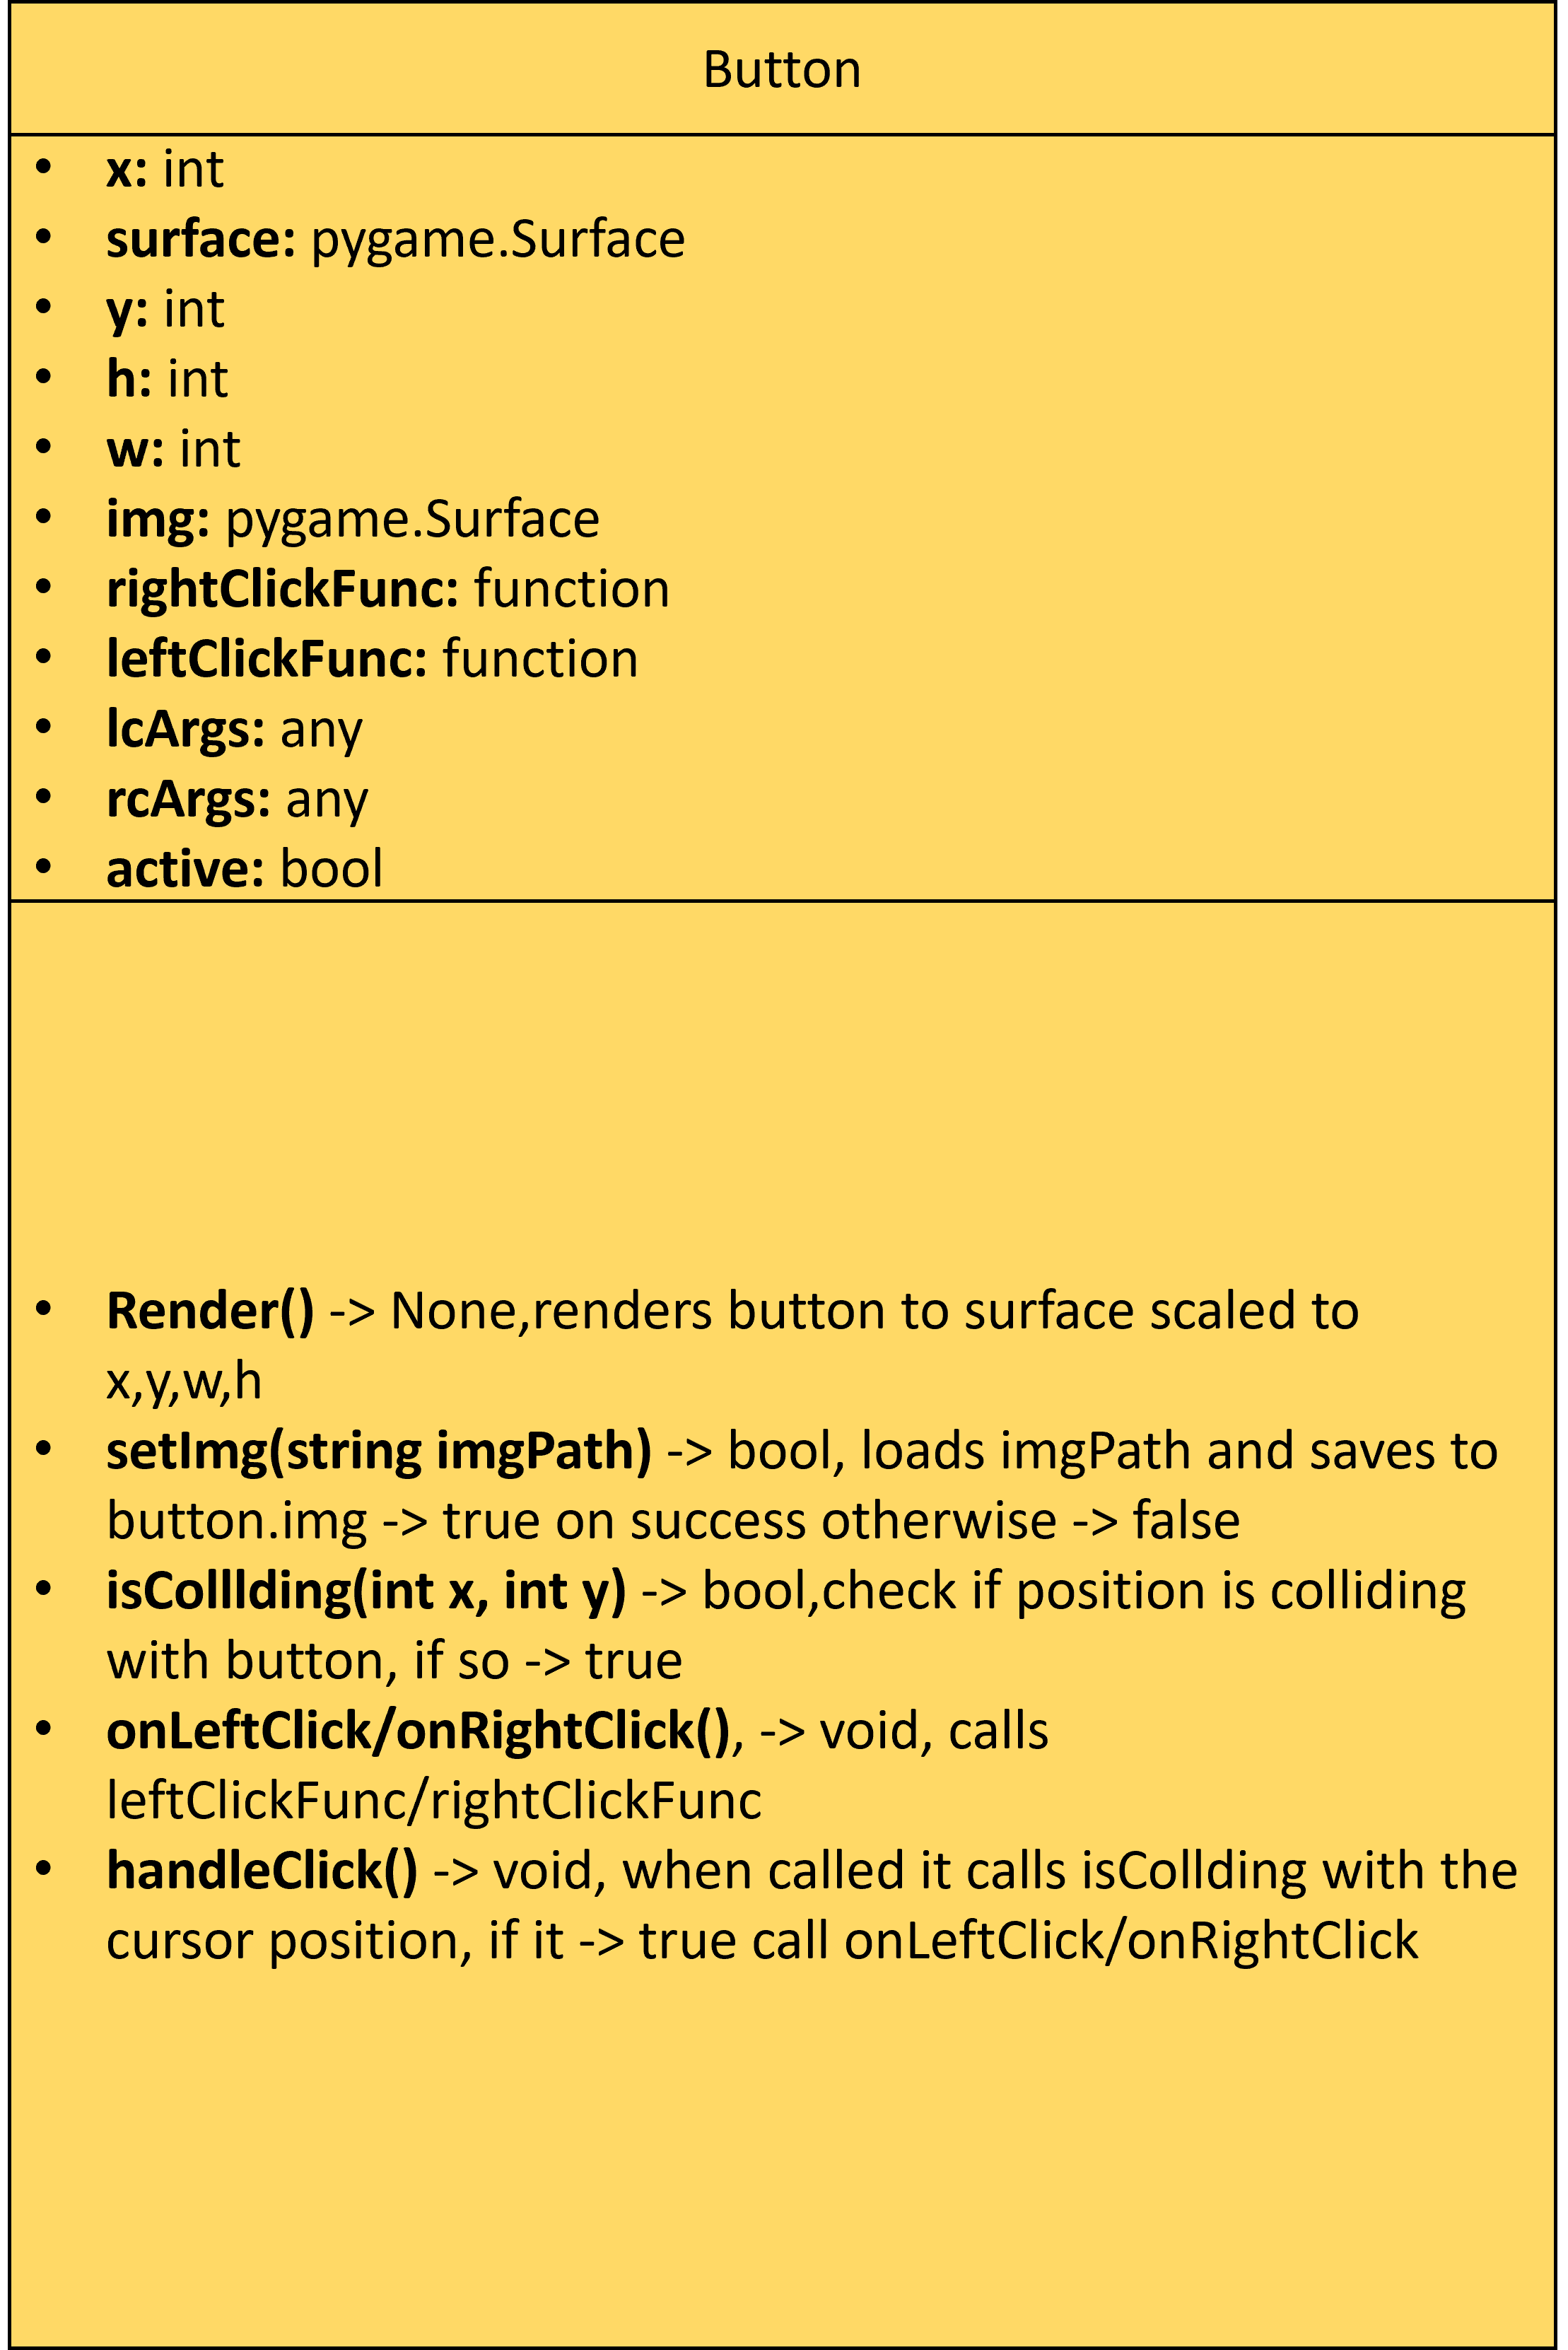 Button
• x: int
• surface: pygame.Surface
• y: int
• h: int
• w: int
• img: pygame.Surface
• rightClickFunc: function
• leftClickFunc: function
• lcArgs: any
• rcArgs: any
• active: bool
• Render() -> None,renders button to surface scaled to
x,y,w,h
• setImg(string imgPath) -> bool, loads imgPath and saves to
button.img -> true on success otherwise -> false
• isColllding(int x, int y) -> bool,check if position is colliding
with button, if so -> true
• onLeftClick/onRightClick(), -> void, calls
leftClickFunc/rightClickFunc
• handleClick() -> void, when called it calls isCollding with the
cursor position, if it -> true call onLeftClick/onRightClick